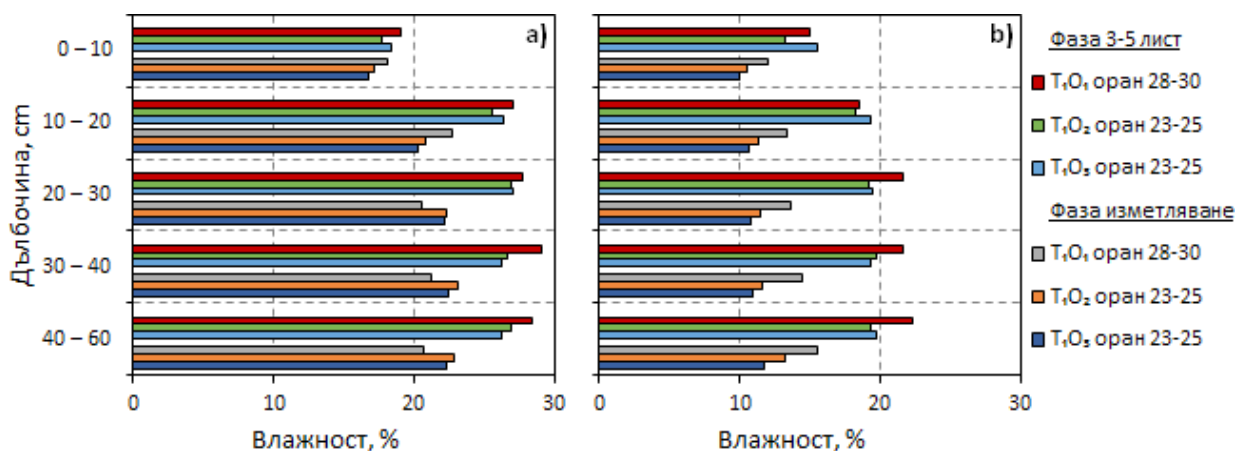 Дълбочина, cm
a)
0 – 10
10 – 20
20 – 30
30 – 40
40 – 60
0 10 20 30
Влажност, %
b)
0 10 20 30
Влажност, %
Фаза 3-5 лист
T₁O₁ оран 28-30
T₁O₂ оран 23-25
T₁O₅ оран 23-25
Фаза изметляване
T₁O₁ оран 28-30
T₁O₂ оран 23-25
T₁O₅ оран 23-25